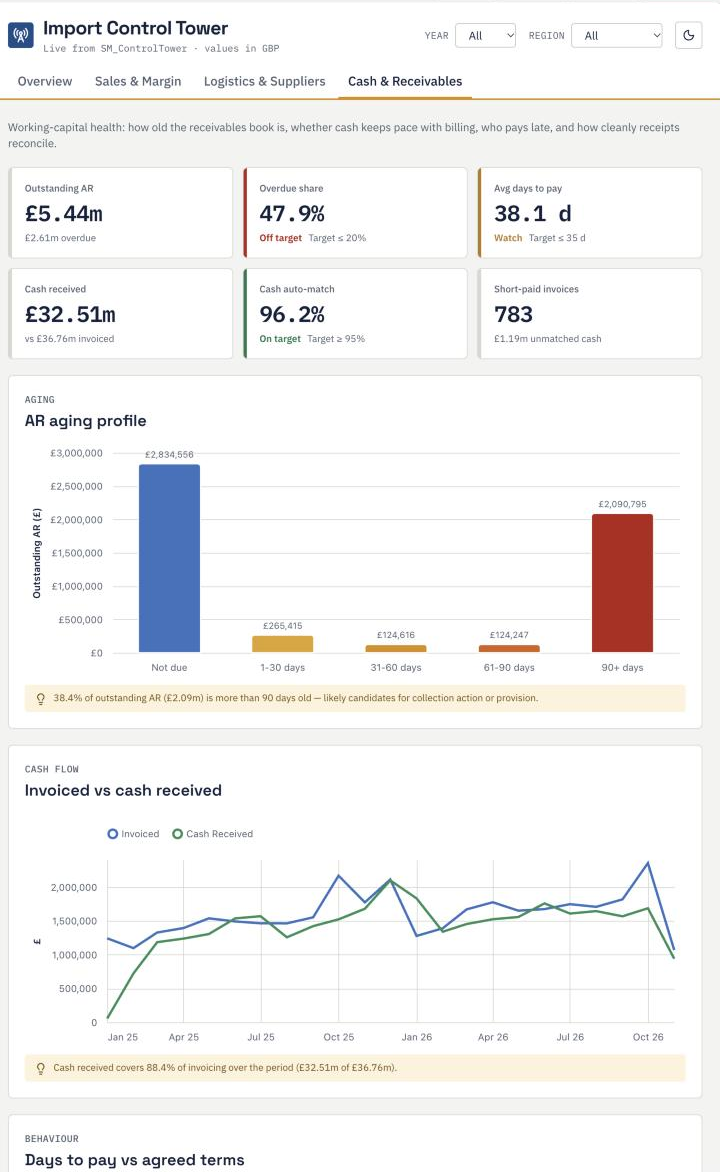 Import Control Tower
Live from SM_ControlTower · values in GBP
YEAR All REGION All
Overview Sales & Margin Logistics & Suppliers Cash & Receivables
Working-capital health: how old the receivables book is, whether cash keeps pace with billing, who pays late, and how cleanly receipts
reconcile.
Outstanding AR
£5.44m
£2.61m overdue
Overdue share
47.9%
Off target Target ≤ 20%
Avg days to pay
38.1 d
Watch Target ≤ 35 d
Cash received
£32.51m
vs £36.76m invoiced
Cash auto-match
96.2%
On target Target ≥ 95%
Short-paid invoices
783
£1.19m unmatched cash
AGING
AR aging profile
Outstanding AR (£)
£3,000,000
£2,500,000
£2,000,000
£1,500,000
£1,000,000
£500,000
£0
£2,834,556
£265,415
£124,616
£124,247
£2,090,795
Not due 1-30 days 31-60 days 61-90 days 90+ days
38.4% of outstanding AR (£2.09m) is more than 90 days old — likely candidates for collection action or provision.
CASH FLOW
Invoiced vs cash received
Invoiced Cash Received
£
2,000,000
1,500,000
1,000,000
500,000
0
Jan 25 Apr 25 Jul 25 Oct 25 Jan 26 Apr 26 Jul 26 Oct 26
Cash received covers 88.4% of invoicing over the period (£32.51m of £36.76m).
BEHAVIOUR
Days to pay vs agreed terms